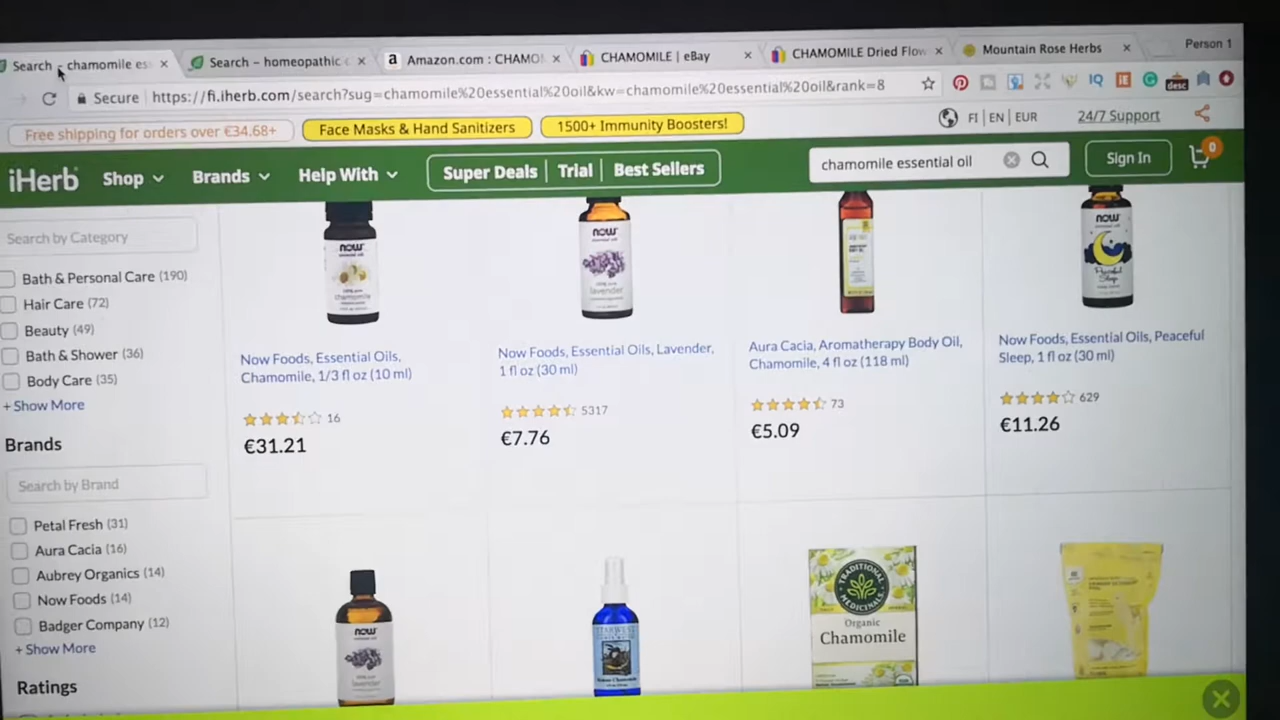 Search - chamomile es
Search – homeopathic c
Amazon.com : CHAMO
CHAMOMILE | eBay
CHAMOMILE Dried Flow
Mountain Rose Herbs
Person 1
Secure
https://fi.iherb.com/search?sug=chamomile%20essential%20oil&kw=chamomile%20essential%20oil&rank=8
IQ
iE
desc
Free shipping for orders over €34.68+
Face Masks & Hand Sanitizers
1500+ Immunity Boosters!
FI | EN | EUR
24/7 Support
iHerb
Shop
Brands
Help With
Super Deals
Trial
Best Sellers
chamomile essential oil
Sign In
0
Search by Category
Bath & Personal Care (190)
Hair Care (72)
Beauty (49)
Bath & Shower (36)
Body Care (35)
+ Show More
Brands
Search by Brand
Petal Fresh (31)
Aura Cacia (16)
Aubrey Organics (14)
Now Foods (14)
Badger Company (12)
+ Show More
Ratings
now
chamomile
Now Foods, Essential Oils,
Chamomile, 1/3 fl oz (10 ml)
16
€31.21
now
lavender
Now Foods, Essential Oils, Lavender,
1 fl oz (30 ml)
5317
€7.76
Aura Cacia, Aromatherapy Body Oil,
Chamomile, 4 fl oz (118 ml)
73
€5.09
now
Peaceful
Sleep
Now Foods, Essential Oils, Peaceful
Sleep, 1 fl oz (30 ml)
629
€11.26
now
lavender
TRADITIONAL
MEDICINALS
Organic
Chamomile